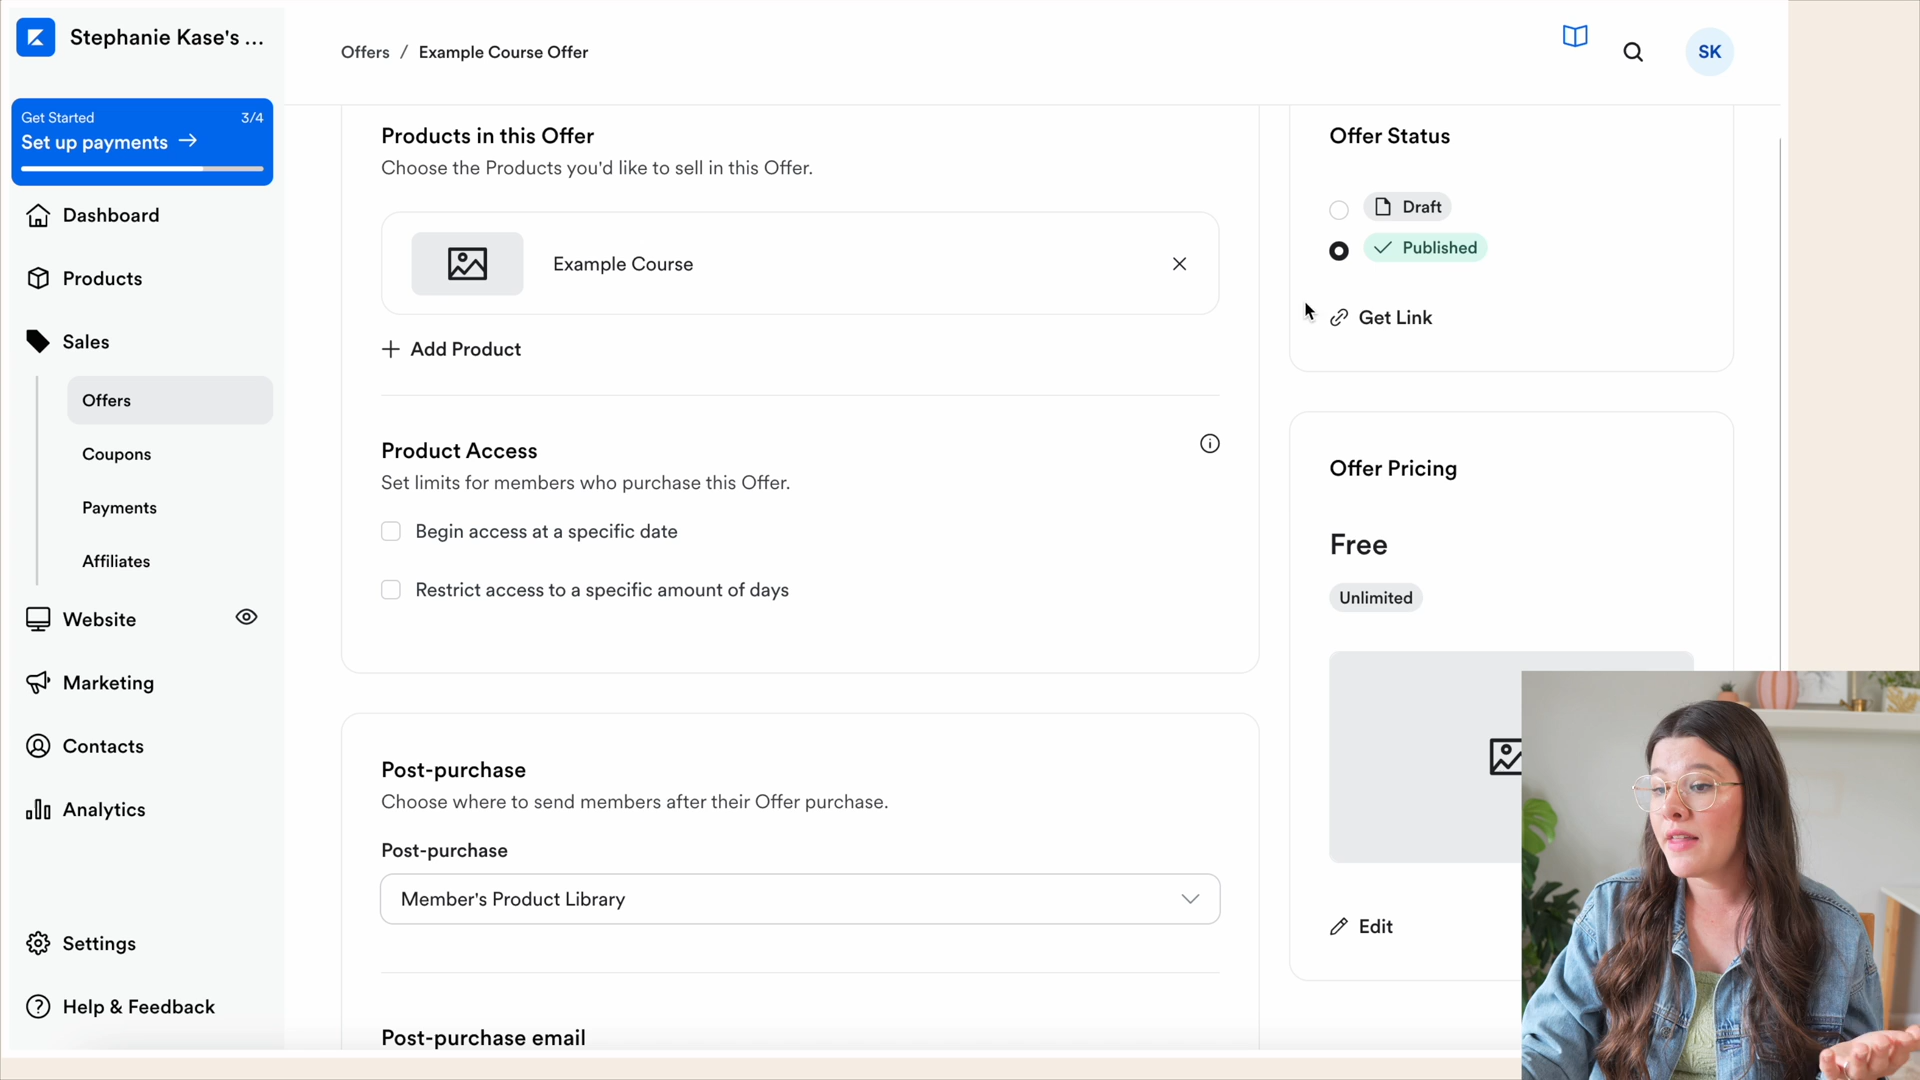 Stephanie Kase's ...
Get Started 3/4
Set up payments →
Dashboard
Products
Sales
Offers
Coupons
Payments
Affiliates
Website
Marketing
Contacts
Analytics
Settings
Help & Feedback
Offers / Example Course Offer
SK
Products in this Offer
Choose the Products you'd like to sell in this Offer.
Example Course
Add Product
Product Access
Set limits for members who purchase this Offer.
Begin access at a specific date
Restrict access to a specific amount of days
Post-purchase
Choose where to send members after their Offer purchase.
Post-purchase
Member's Product Library
Post-purchase email
Offer Status
Draft
Published
Get Link
Offer Pricing
Free
Unlimited
Edit